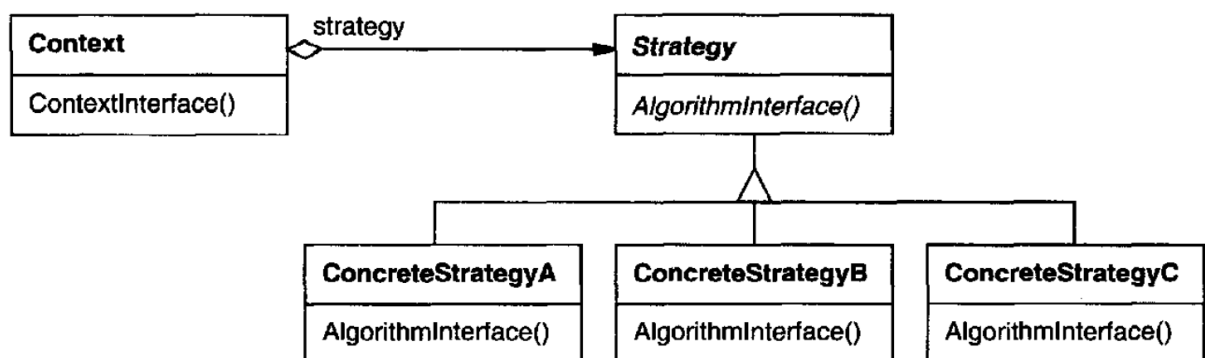 strategy
Context
Strategy
ContextInterface()
AlgorithmInterface()
ConcreteStrategyA
ConcreteStrategyB
ConcreteStrategyC
AlgorithmInterface()
AlgorithmInterface()
AlgorithmInterface()